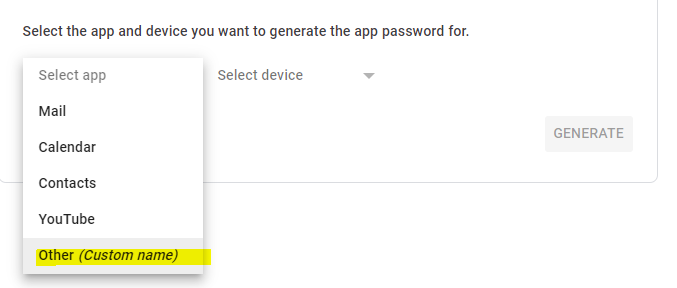 Select the app and device you want to generate the app password for.
Select app
Select device
Mail
Calendar
Contacts
YouTube
Other (Custom name)
GENERATE